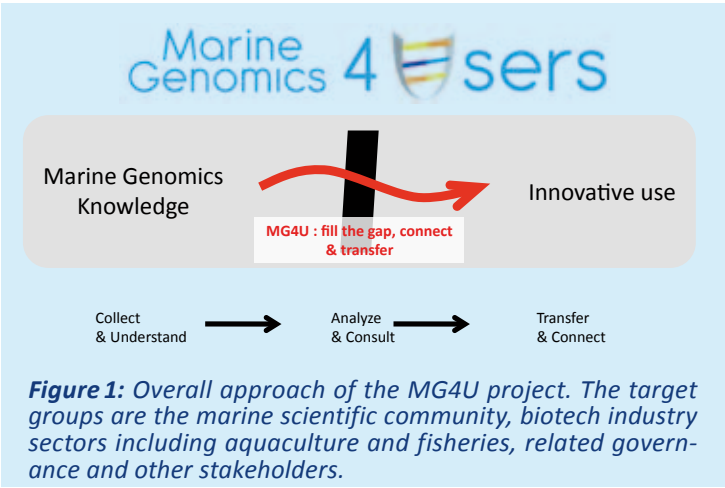 Marine
Genomics 4 Users
Marine Genomics
Knowledge
Innovative use
MG4U : fill the gap, connect
& transfer
Collect
& Understand
Analyze
& Consult
Transfer
& Connect
Figure 1: Overall approach of the MG4U project. The target
groups are the marine scientific community, biotech industry
sectors including aquaculture and fisheries, related govern-
ance and other stakeholders.